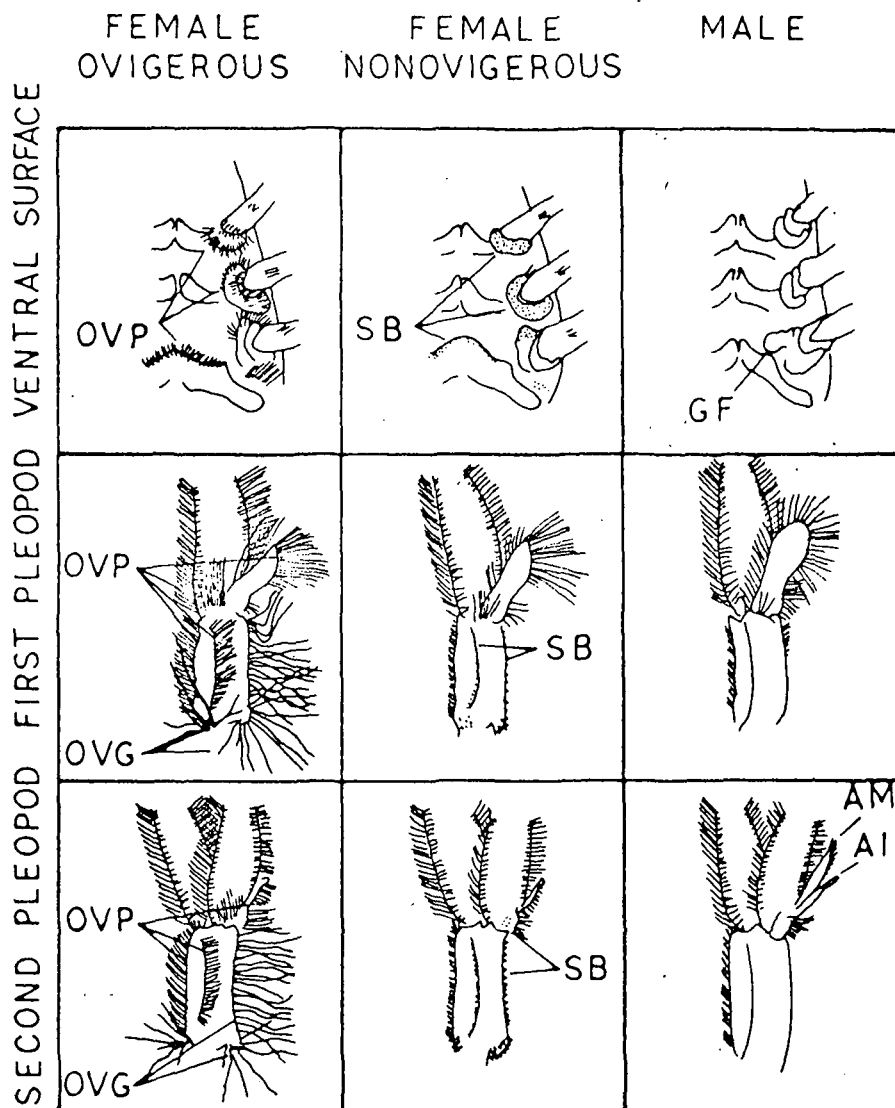 FEMALE
OVIGEROUS
FEMALE
NONOVIGEROUS
MALE
VENTRAL SURFACE
OVP
SB
GF
FIRST PLEOPOD
OVP
OVG
SB
SECOND PLEOPOD
OVP
OVG
SB
AM
AI